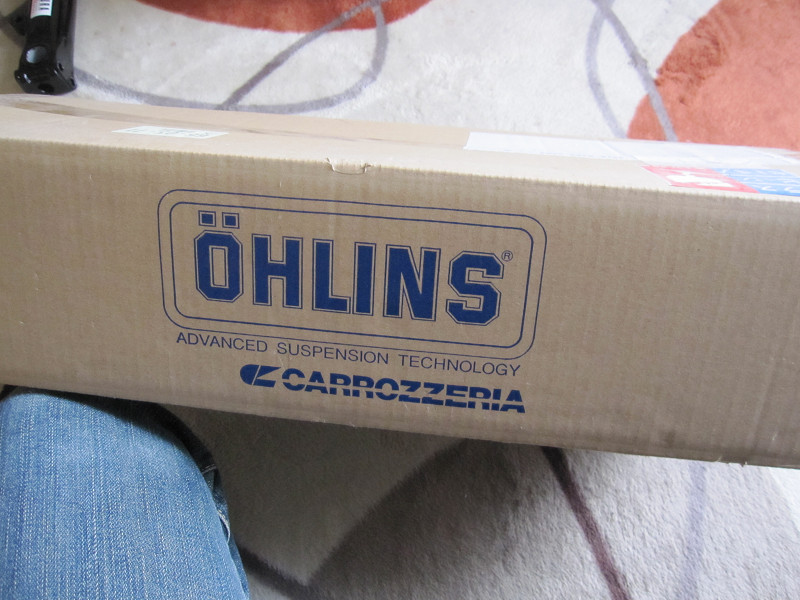 ÖHLINS®
ADVANCED SUSPENSION TECHNOLOGY
CARROZZERIA